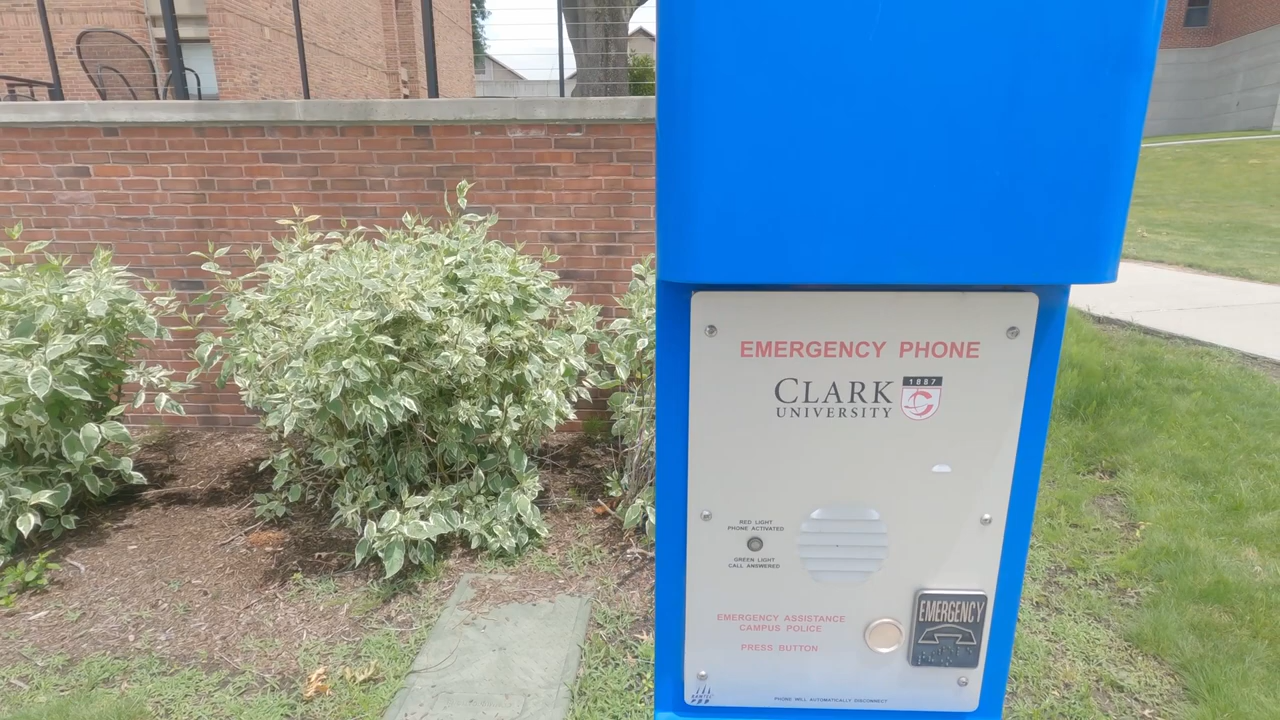 EMERGENCY PHONE
CLARK
UNIVERSITY
1887
RED LIGHT
PHONE ACTIVATED
GREEN LIGHT
CALL ANSWERED
EMERGENCY ASSISTANCE
CAMPUS POLICE
PRESS BUTTON
EMERGENCY
PHONE WILL AUTOMATICALLY DISCONNECT